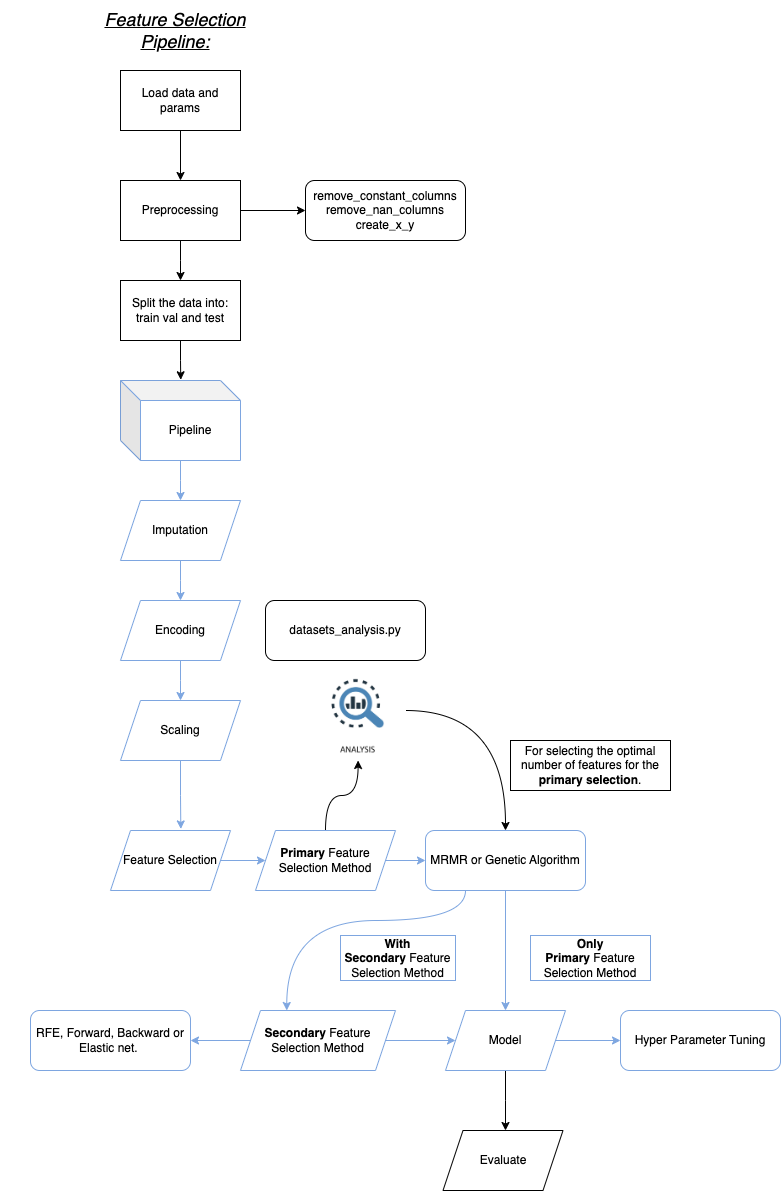 Feature Selection
Pipeline:
Load data and
params
Preprocessing
remove_constant_columns
remove_nan_columns
create_x_y
Split the data into:
train val and test
Pipeline
Imputation
Encoding
datasets_analysis.py
Scaling
ANALYSIS
For selecting the optimal
number of features for the
primary selection.
Feature Selection
Primary Feature
Selection Method
MRMR or Genetic Algorithm
With
Secondary Feature
Selection Method
Only
Primary Feature
Selection Method
RFE, Forward, Backward or
Elastic net.
Secondary Feature
Selection Method
Model
Hyper Parameter Tuning
Evaluate